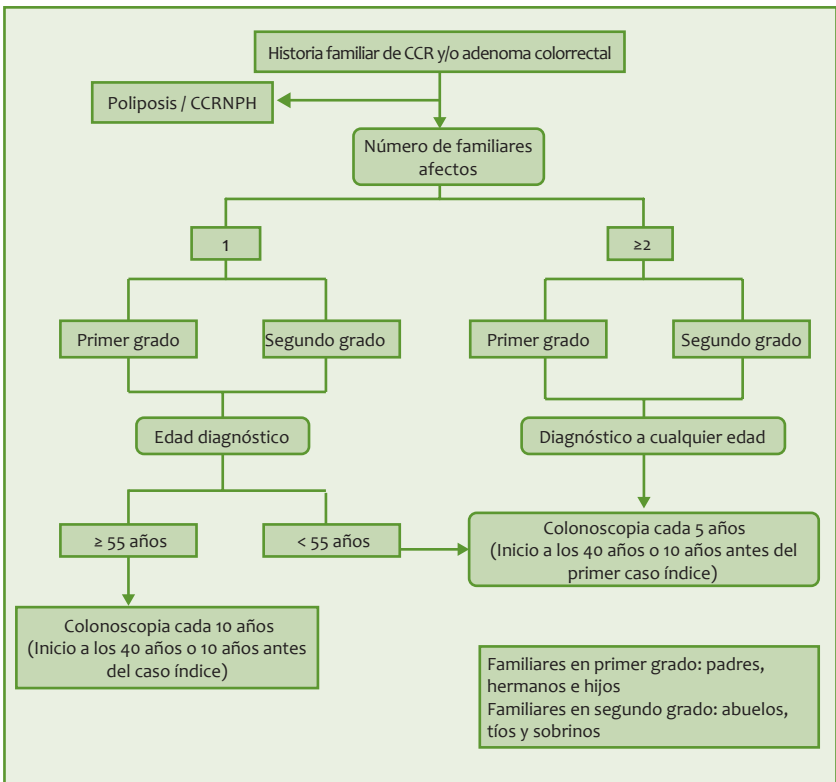 Historia familiar de CCR y/o adenoma colorrectal
Poliposis / CCRNPH
Número de familiares
afectos
1
≥2
Primer grado
Segundo grado
Primer grado
Segundo grado
Edad diagnóstico
Diagnóstico a cualquier edad
≥ 55 años
< 55 años
Colonoscopia cada 5 años
(Inicio a los 40 años o 10 años antes del
primer caso índice)
Colonoscopia cada 10 años
(Inicio a los 40 años o 10 años antes
del caso índice)
Familiares en primer grado: padres,
hermanos e hijos
Familiares en segundo grado: abuelos,
tíos y sobrinos